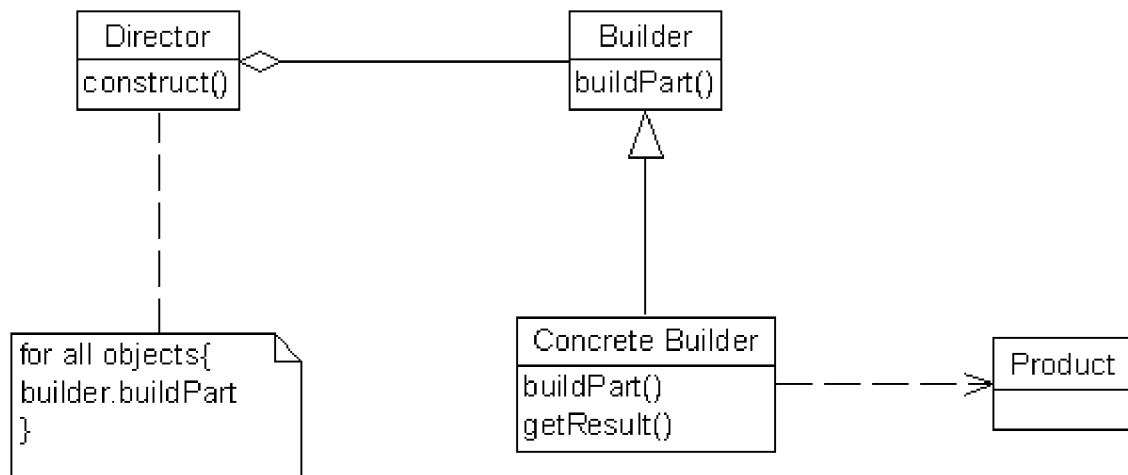 Director
construct()
Builder
buildPart()
for all objects{
builder.buildPart
}
Concrete Builder
buildPart()
getResult()
Product